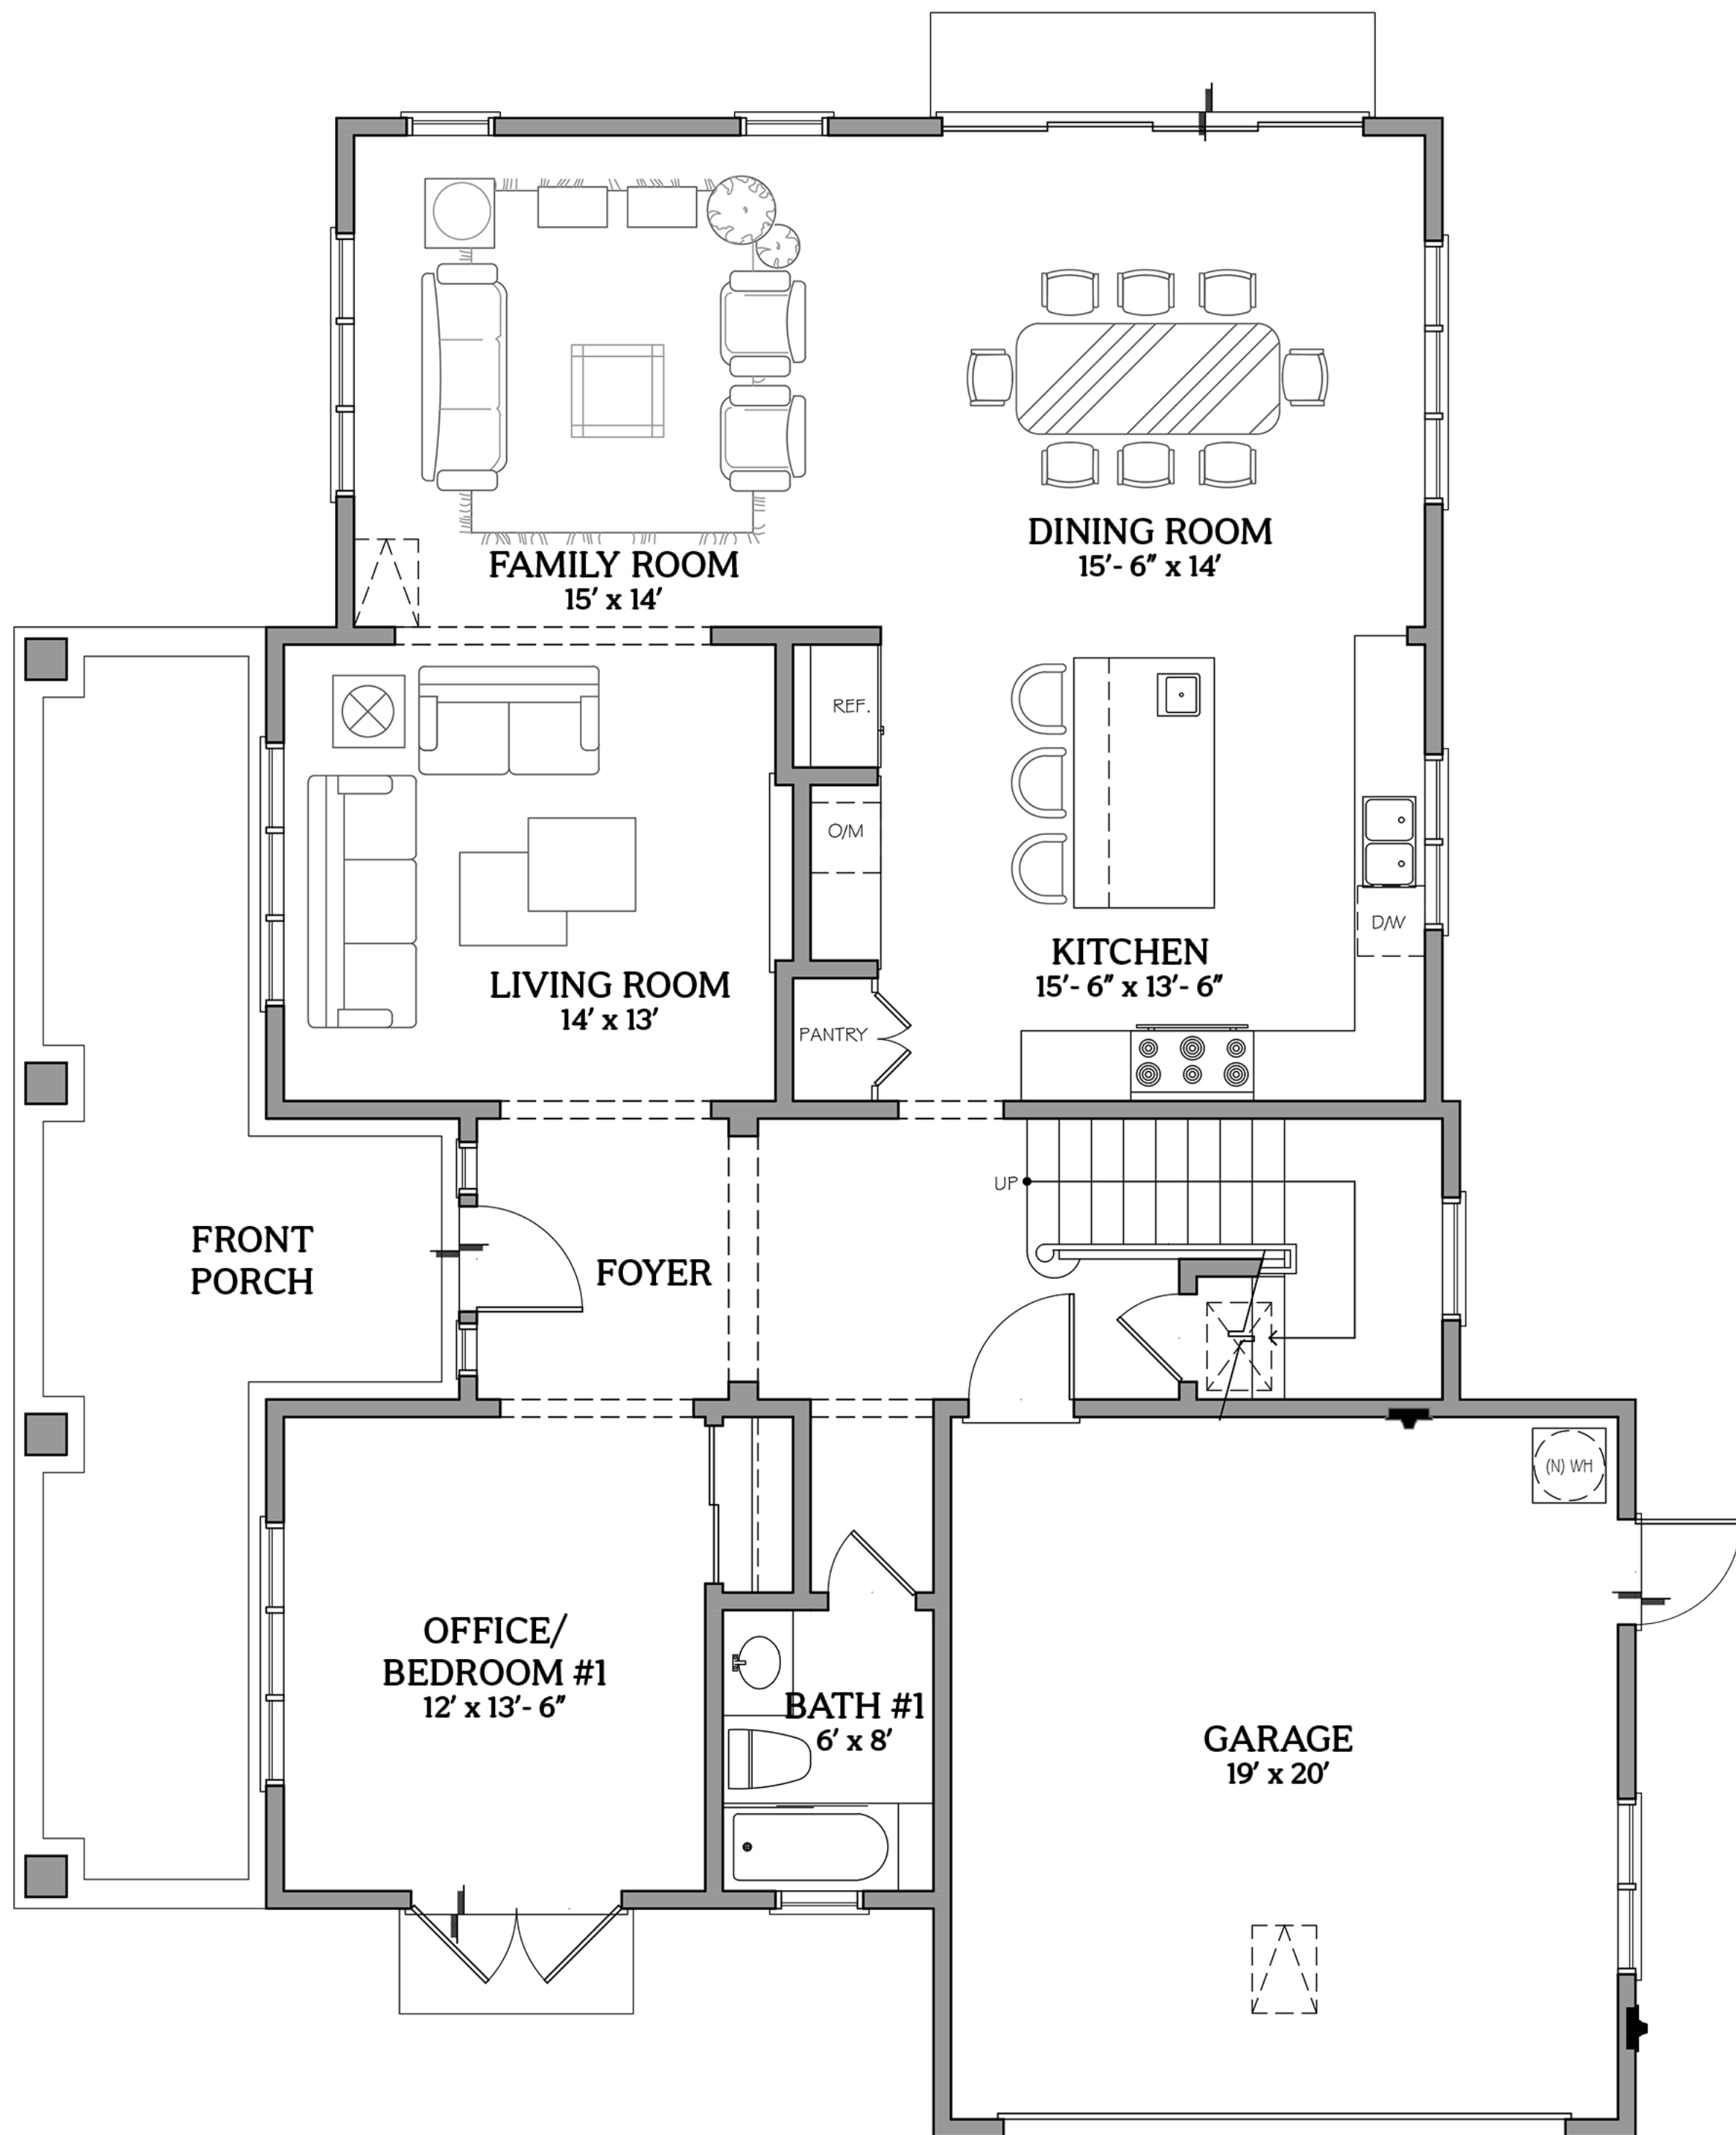 FAMILY ROOM
15' x 14'
DINING ROOM
15'- 6" x 14'
REF.
O/M
D/W
KITCHEN
15'- 6" x 13'- 6"
LIVING ROOM
14' x 13'
PANTRY
UP
FRONT
PORCH
FOYER
(N) WH
OFFICE/
BEDROOM #1
12' x 13'- 6"
BATH #1
6' x 8'
GARAGE
19' x 20'